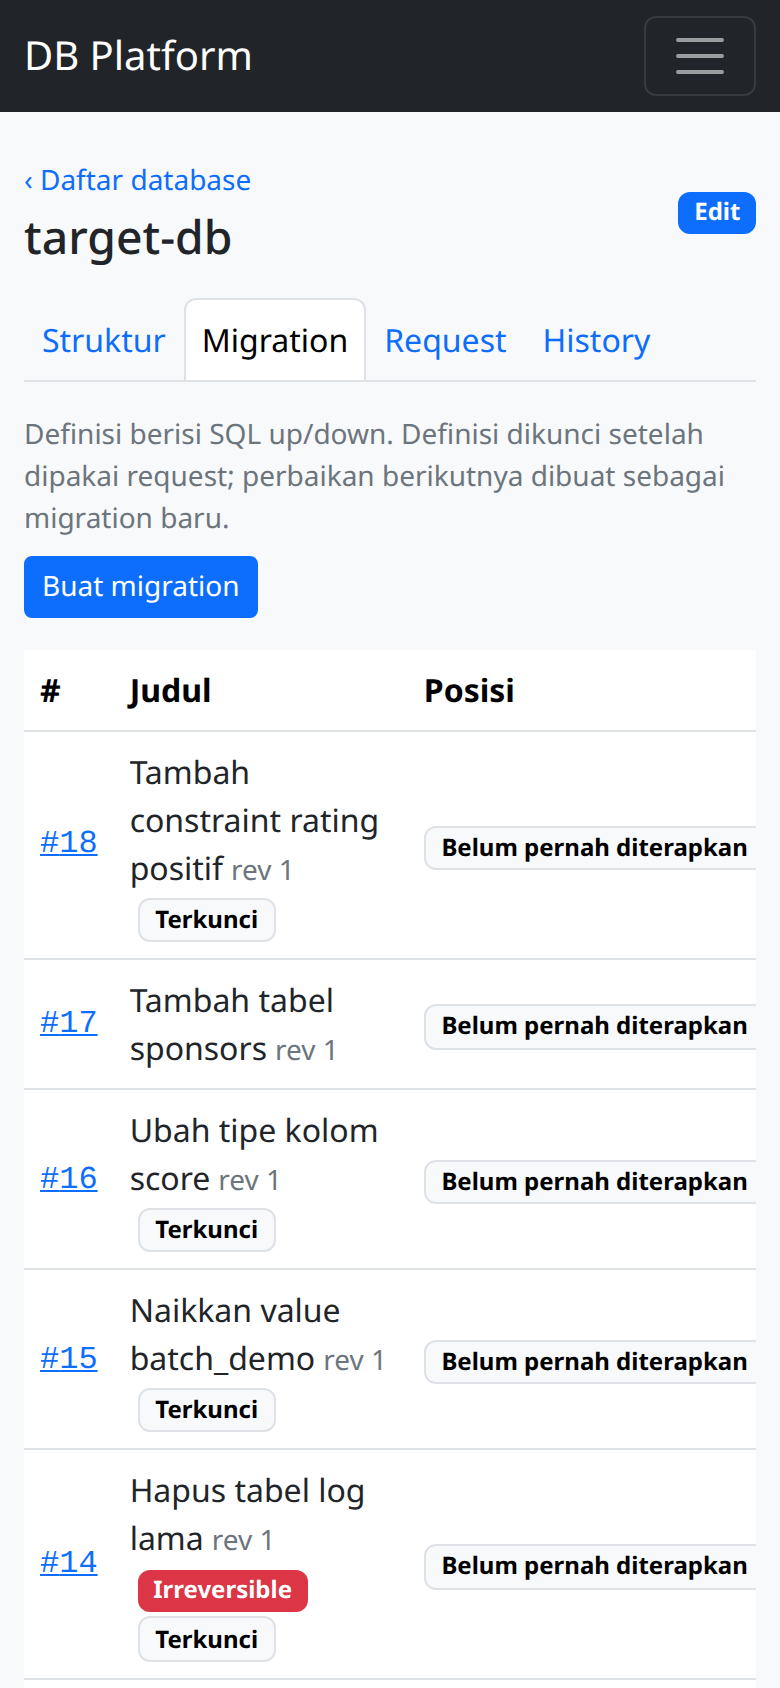 DB Platform
‹ Daftar database
target-db
Edit
Struktur Migration Request History
Definisi berisi SQL up/down. Definisi dikunci setelah
dipakai request; perbaikan berikutnya dibuat sebagai
migration baru.
Buat migration
# Judul Posisi
#18
Tambah
constraint rating
positif rev 1
Terkunci
Belum pernah diterapkan
#17
Tambah tabel
sponsors rev 1
Belum pernah diterapkan
#16
Ubah tipe kolom
score rev 1
Terkunci
Belum pernah diterapkan
#15
Naikkan value
batch_demo rev 1
Terkunci
Belum pernah diterapkan
#14
Hapus tabel log
lama rev 1
Irreversible
Terkunci
Belum pernah diterapkan